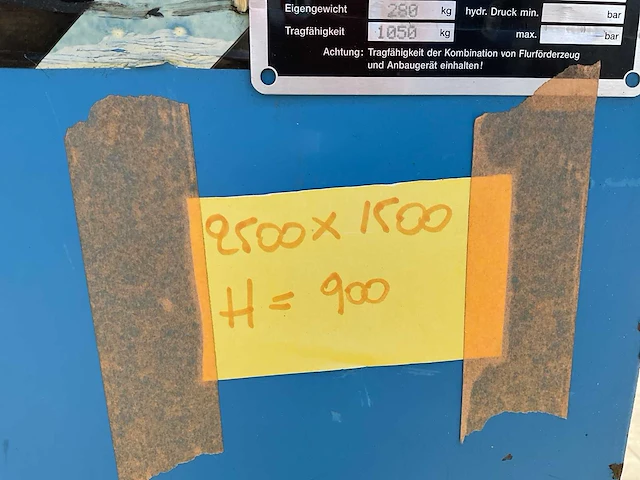 Eigengewicht 280 kg hydr. Druck min. bar
Tragfähigkeit 1050 kg max. bar
Achtung: Tragfähigkeit der Kombination von Flurförderzeug
und Anbaugerät einhalten!
2500 x 1500
H = 900